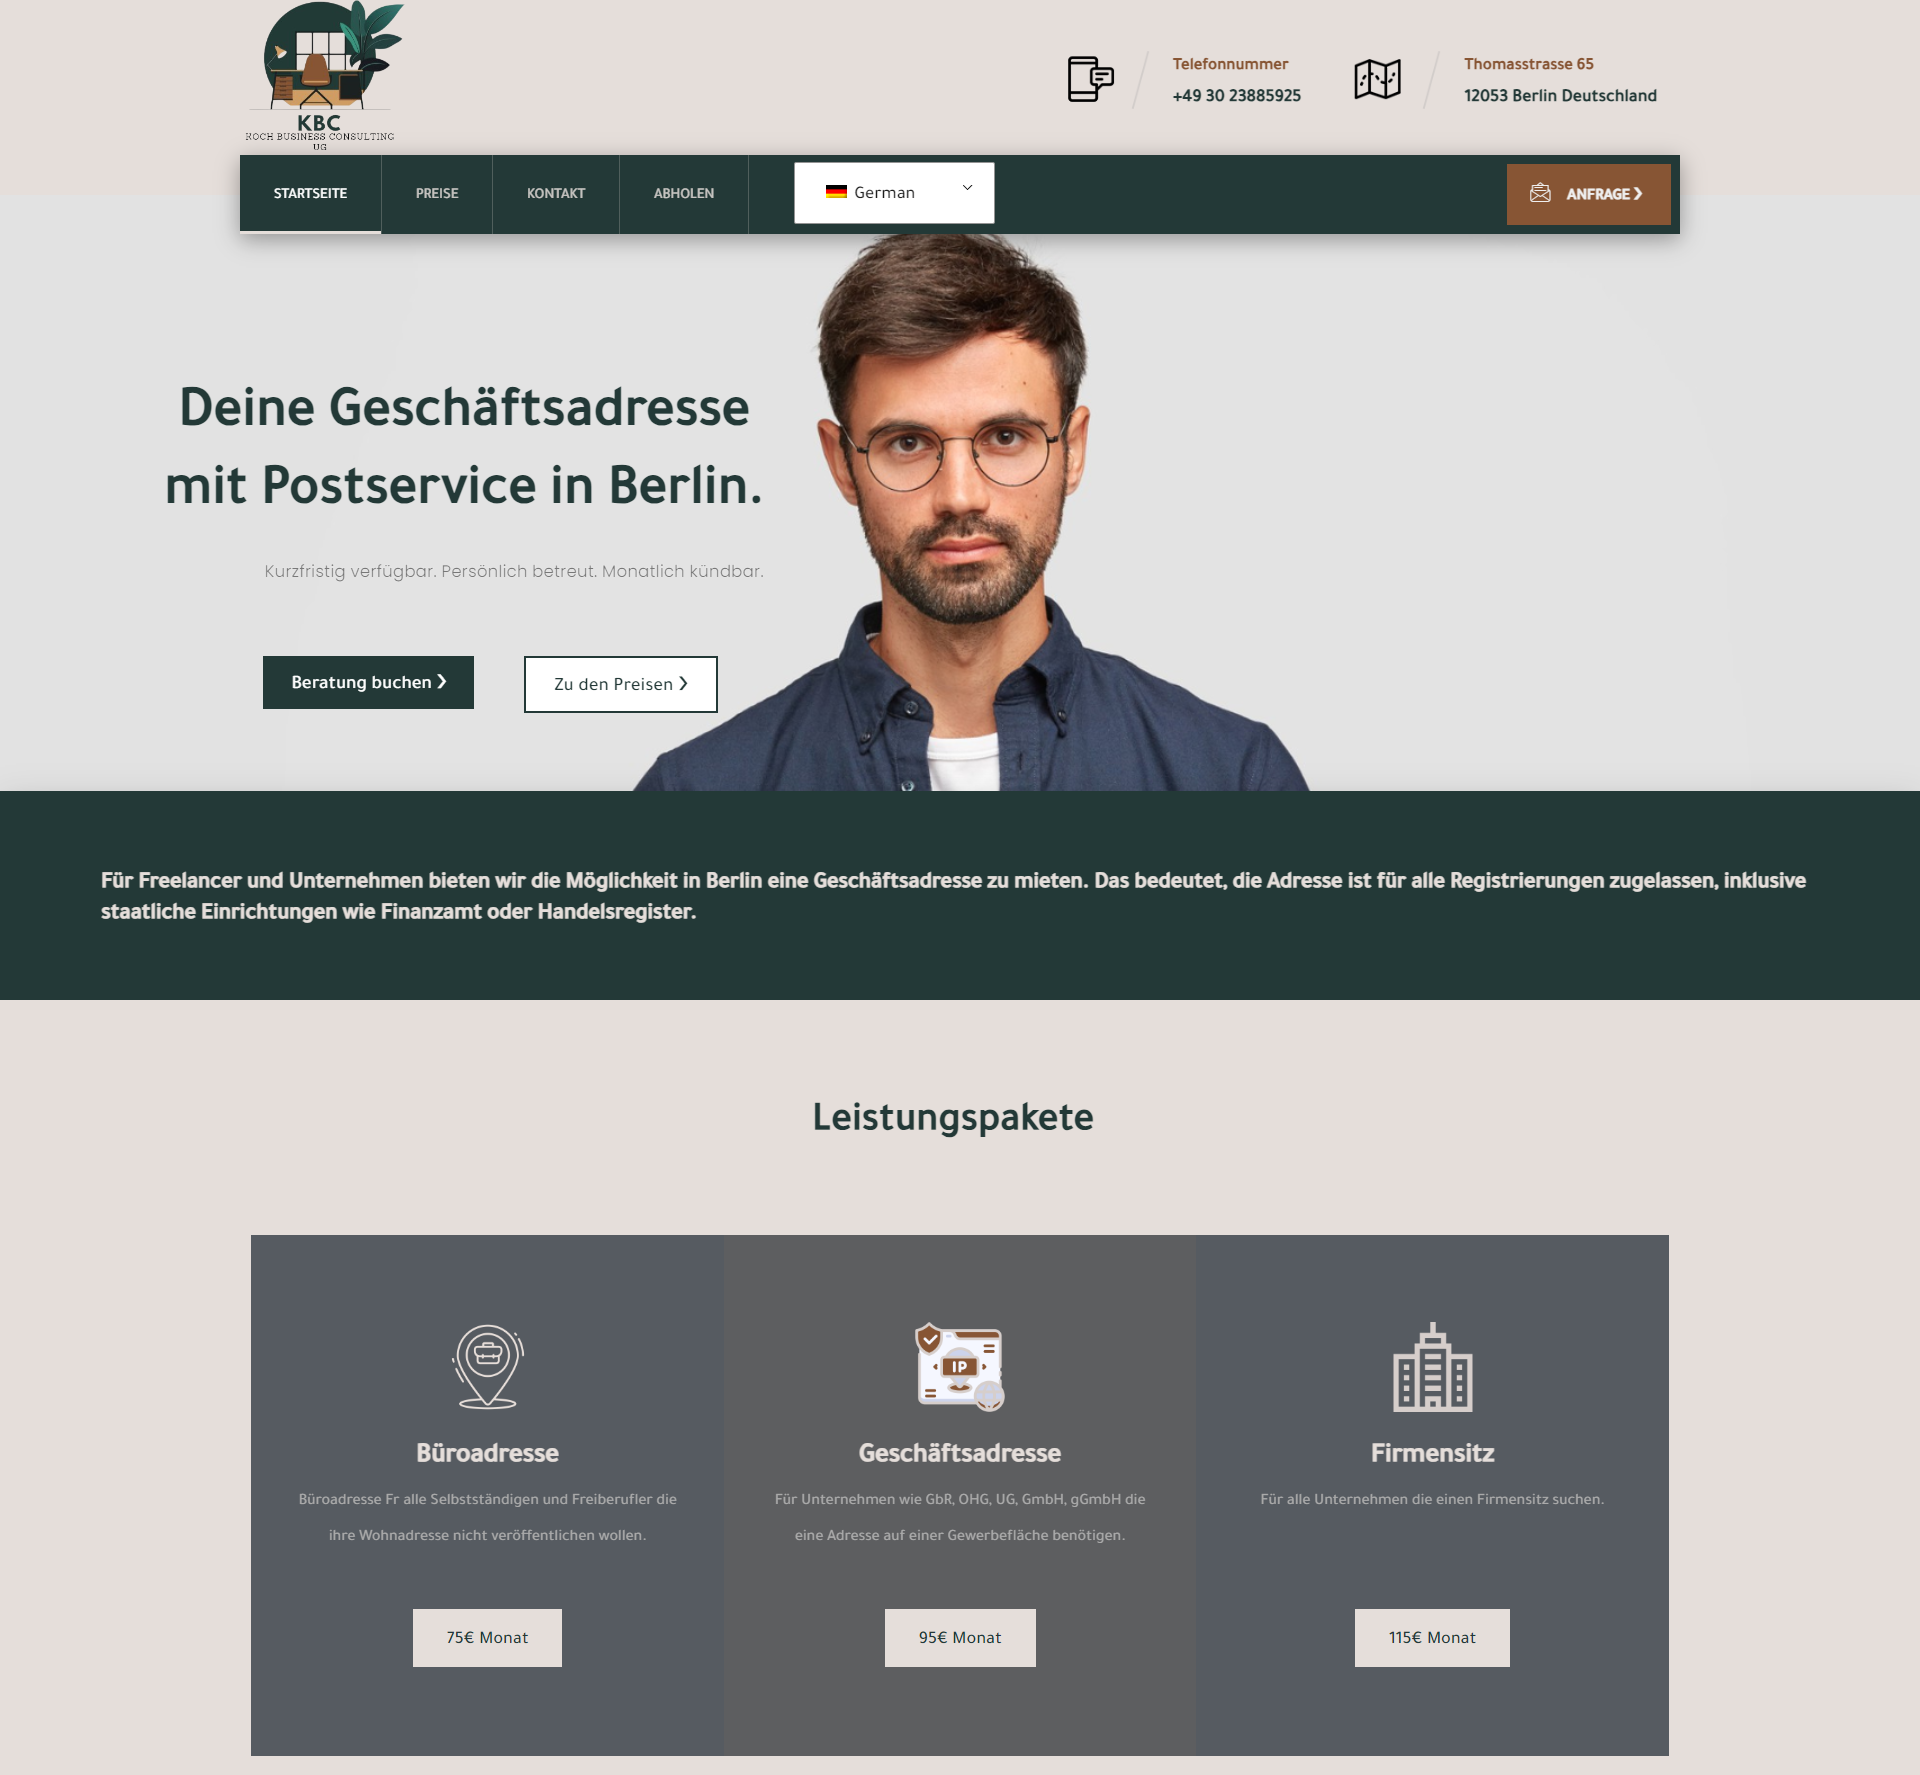 KBC
KOCH BUSINESS CONSULTING
UG
Telefonnummer
+49 30 23885925
Thomasstrasse 65
12053 Berlin Deutschland
STARTSEITE
PREISE
KONTAKT
ABHOLEN
German
ANFRAGE ❯
Deine Geschäftsadresse
mit Postservice in Berlin.
Kurzfristig verfügbar. Persönlich betreut. Monatlich kündbar.
Beratung buchen ❯
Zu den Preisen ❯
Für Freelancer und Unternehmen bieten wir die Möglichkeit in Berlin eine Geschäftsadresse zu mieten. Das bedeutet, die Adresse ist für alle Registrierungen zugelassen, inklusive
staatliche Einrichtungen wie Finanzamt oder Handelsregister.
Leistungspakete
Büroadresse
Büroadresse Fr alle Selbstständigen und Freiberufler die
ihre Wohnadresse nicht veröffentlichen wollen.
75€ Monat
IP
Geschäftsadresse
Für Unternehmen wie GbR, OHG, UG, GmbH, gGmbH die
eine Adresse auf einer Gewerbefläche benötigen.
95€ Monat
Firmensitz
Für alle Unternehmen die einen Firmensitz suchen.
115€ Monat